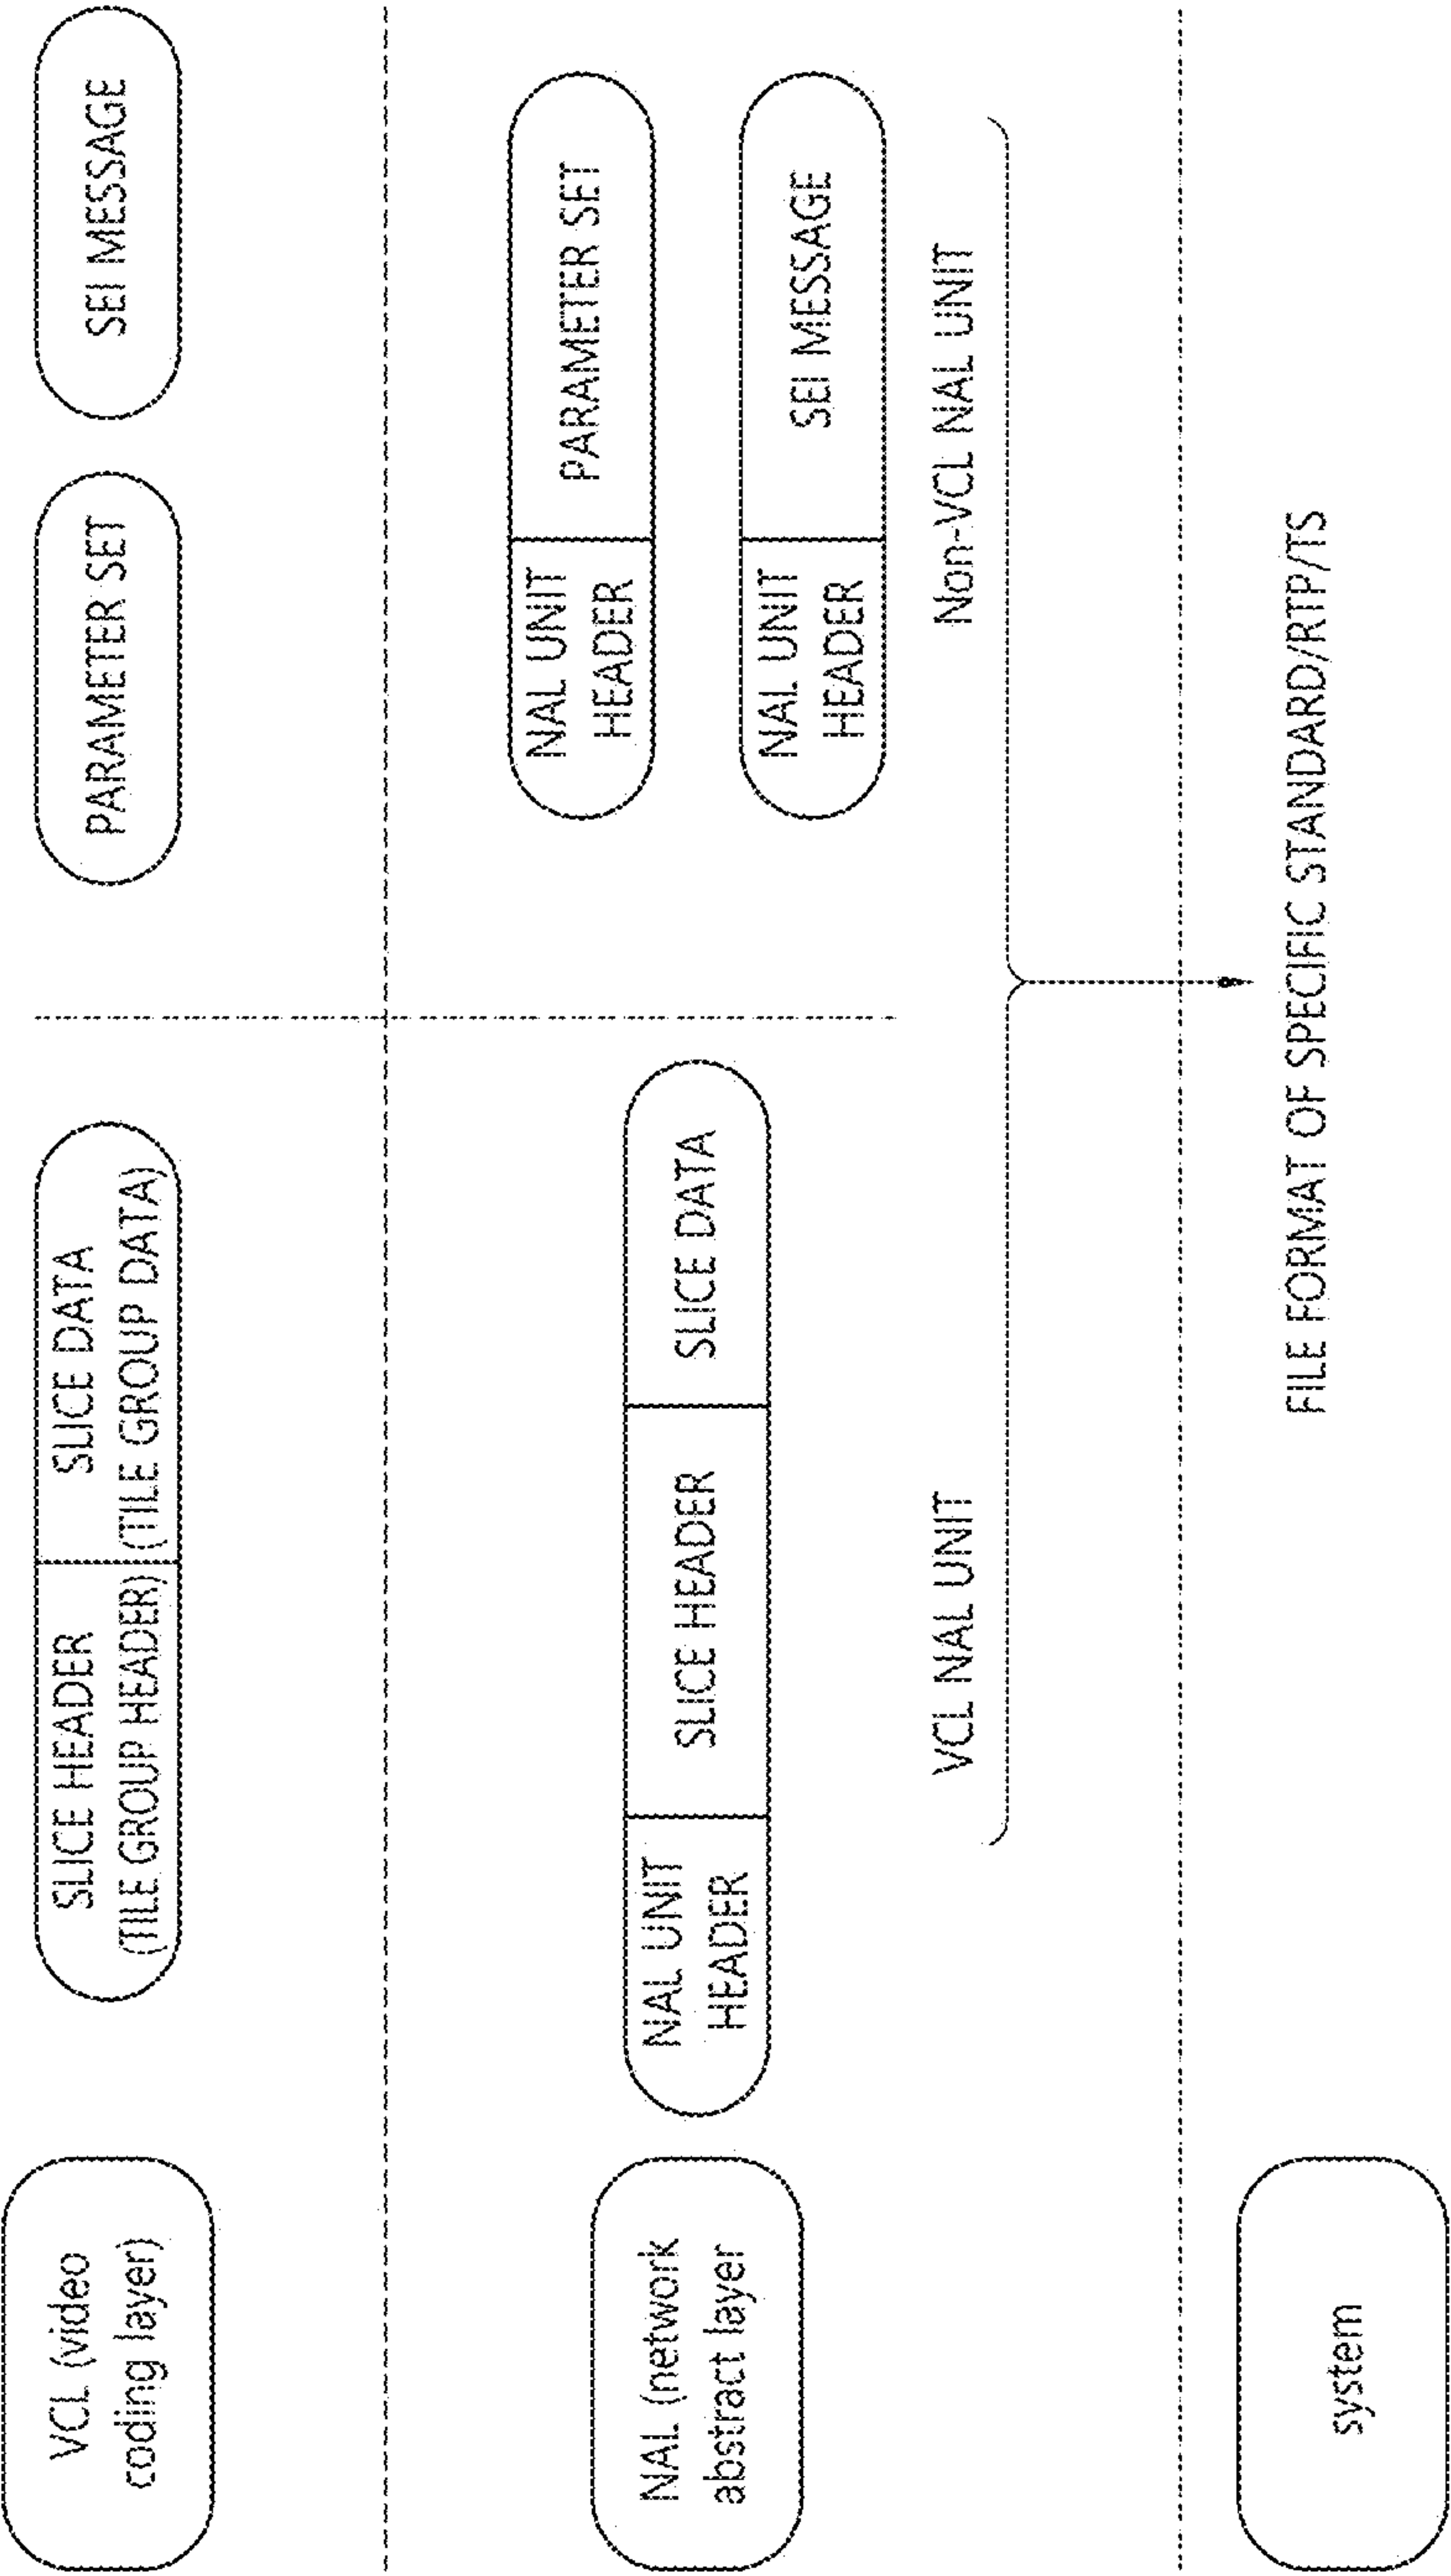 VCL (video
coding layer)
SLICE HEADER
(TILE GROUP HEADER)
SLICE DATA
(TILE GROUP DATA)
PARAMETER SET
SEI MESSAGE
NAL (network
abstract layer
NAL UNIT
HEADER
SLICE HEADER
SLICE DATA
NAL UNIT
HEADER
PARAMETER SET
NAL UNIT
HEADER
SEI MESSAGE
VCL NAL UNIT
Non-VCL NAL UNIT
system
FILE FORMAT OF SPECIFIC STANDARD/RTP/TS